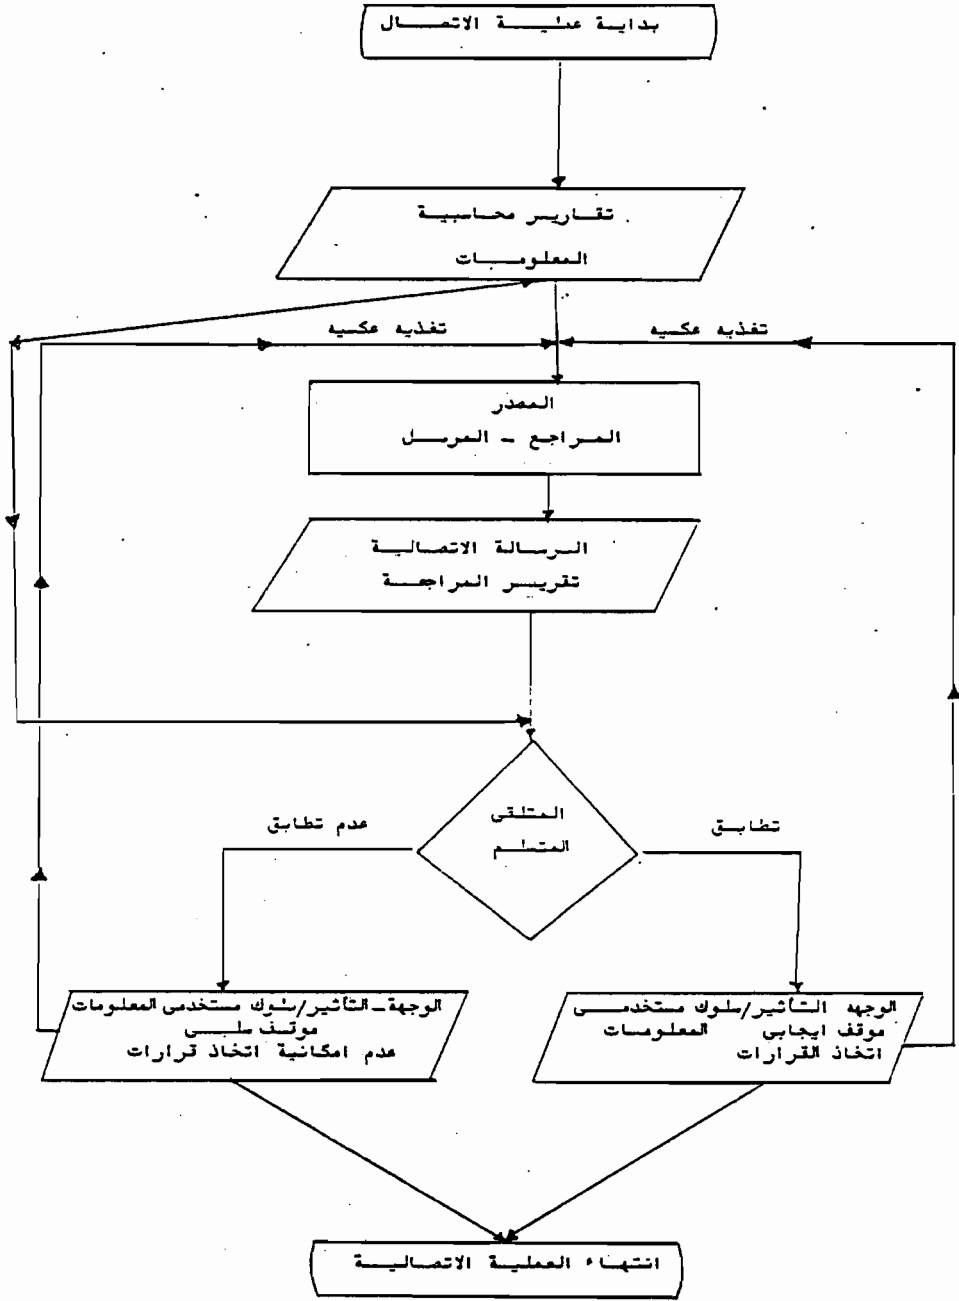 بداية عملية الاتصال
تقارير محاسبية
المعلومات
تغذيه عكسيه
تغذيه عكسيه
المصدر
المراجع - المرسل
الرسالة الاتصالية
تقرير المراجعة
المتلقى
المتسلم
تطابق
عدم تطابق
الوجهه التأثير/سلوك مستخدمى
موقف ايجابى المعلومات
اتخاذ القرارات
الوجهة-التأثير/سلوك مستخدمى المعلومات
موقف سلبى
عدم امكانية اتخاذ قرارات
انتهاء العملية الاتصالية